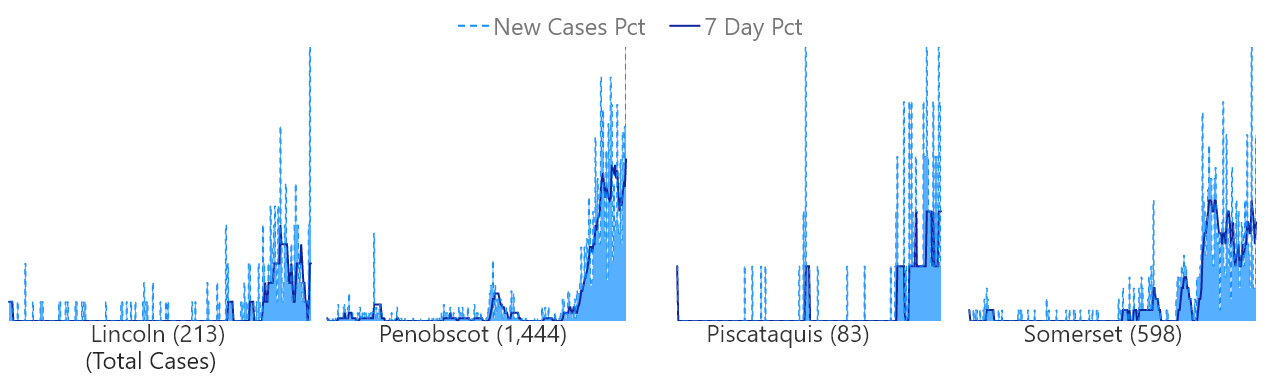 New Cases Pct 7 Day Pct
Lincoln (213) Penobscot (1,444) Piscataquis (83) Somerset (598)
(Total Cases)